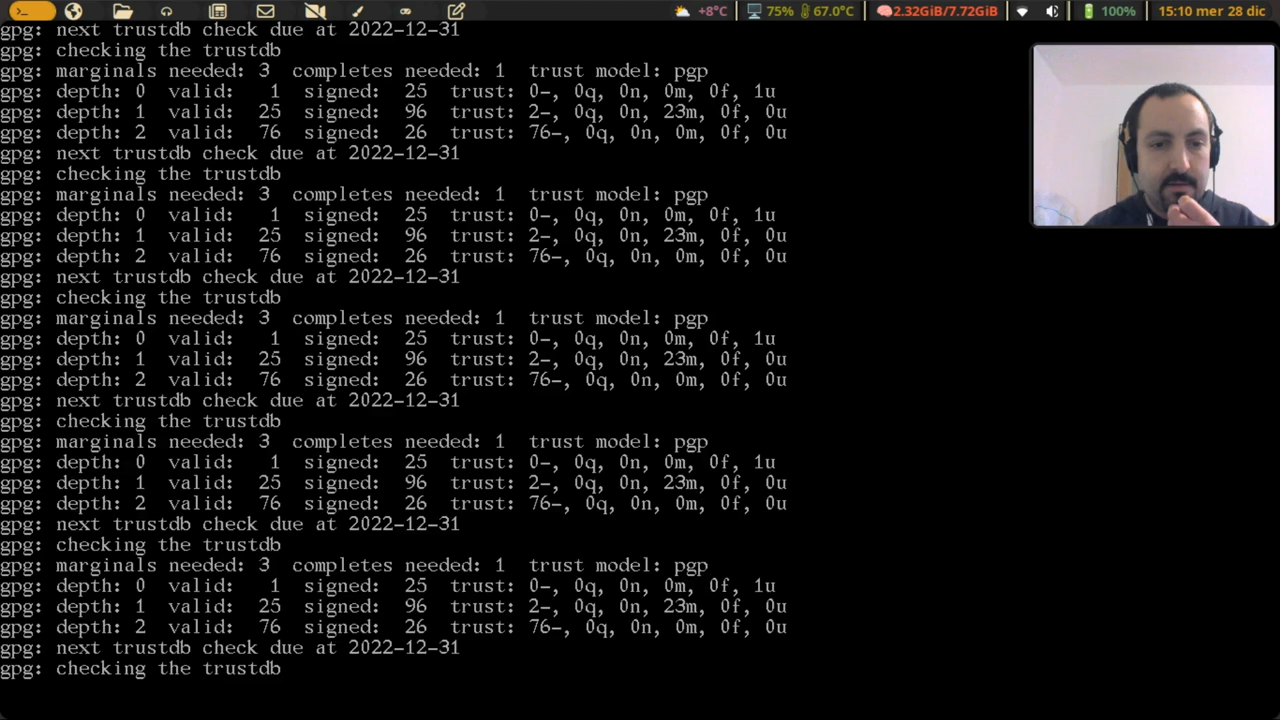 +8°C 75% 67.0°C 2.32GiB/7.72GiB 100% 15:10 mer 28 dic
gpg: next trustdb check due at 2022-12-31
gpg: checking the trustdb
gpg: marginals needed: 3 completes needed: 1 trust model: pgp
gpg: depth: 0 valid: 1 signed: 25 trust: 0-, 0q, 0n, 0m, 0f, 1u
gpg: depth: 1 valid: 25 signed: 96 trust: 2-, 0q, 0n, 23m, 0f, 0u
gpg: depth: 2 valid: 76 signed: 26 trust: 76-, 0q, 0n, 0m, 0f, 0u
gpg: next trustdb check due at 2022-12-31
gpg: checking the trustdb
gpg: marginals needed: 3 completes needed: 1 trust model: pgp
gpg: depth: 0 valid: 1 signed: 25 trust: 0-, 0q, 0n, 0m, 0f, 1u
gpg: depth: 1 valid: 25 signed: 96 trust: 2-, 0q, 0n, 23m, 0f, 0u
gpg: depth: 2 valid: 76 signed: 26 trust: 76-, 0q, 0n, 0m, 0f, 0u
gpg: next trustdb check due at 2022-12-31
gpg: checking the trustdb
gpg: marginals needed: 3 completes needed: 1 trust model: pgp
gpg: depth: 0 valid: 1 signed: 25 trust: 0-, 0q, 0n, 0m, 0f, 1u
gpg: depth: 1 valid: 25 signed: 96 trust: 2-, 0q, 0n, 23m, 0f, 0u
gpg: depth: 2 valid: 76 signed: 26 trust: 76-, 0q, 0n, 0m, 0f, 0u
gpg: next trustdb check due at 2022-12-31
gpg: checking the trustdb
gpg: marginals needed: 3 completes needed: 1 trust model: pgp
gpg: depth: 0 valid: 1 signed: 25 trust: 0-, 0q, 0n, 0m, 0f, 1u
gpg: depth: 1 valid: 25 signed: 96 trust: 2-, 0q, 0n, 23m, 0f, 0u
gpg: depth: 2 valid: 76 signed: 26 trust: 76-, 0q, 0n, 0m, 0f, 0u
gpg: next trustdb check due at 2022-12-31
gpg: checking the trustdb
gpg: marginals needed: 3 completes needed: 1 trust model: pgp
gpg: depth: 0 valid: 1 signed: 25 trust: 0-, 0q, 0n, 0m, 0f, 1u
gpg: depth: 1 valid: 25 signed: 96 trust: 2-, 0q, 0n, 23m, 0f, 0u
gpg: depth: 2 valid: 76 signed: 26 trust: 76-, 0q, 0n, 0m, 0f, 0u
gpg: next trustdb check due at 2022-12-31
gpg: checking the trustdb